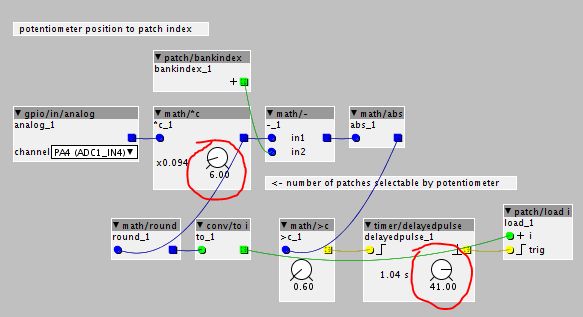 potentiometer position to patch index
patch/bankindex
bankindex_1
+
gpio/in/analog
analog_1
channel PA4 (ADC1_IN4)
math/*c
*c_1
x0.094
6.00
math/-
-_1
in1
in2
math/abs
abs_1
<- number of patches selectable by potentiometer
math/round
round_1
conv/to i
to_1
math/>c
>c_1
0.60
timer/delayedpulse
delayedpulse_1
1.04 s
41.00
patch/load i
load_1
+ i
trig